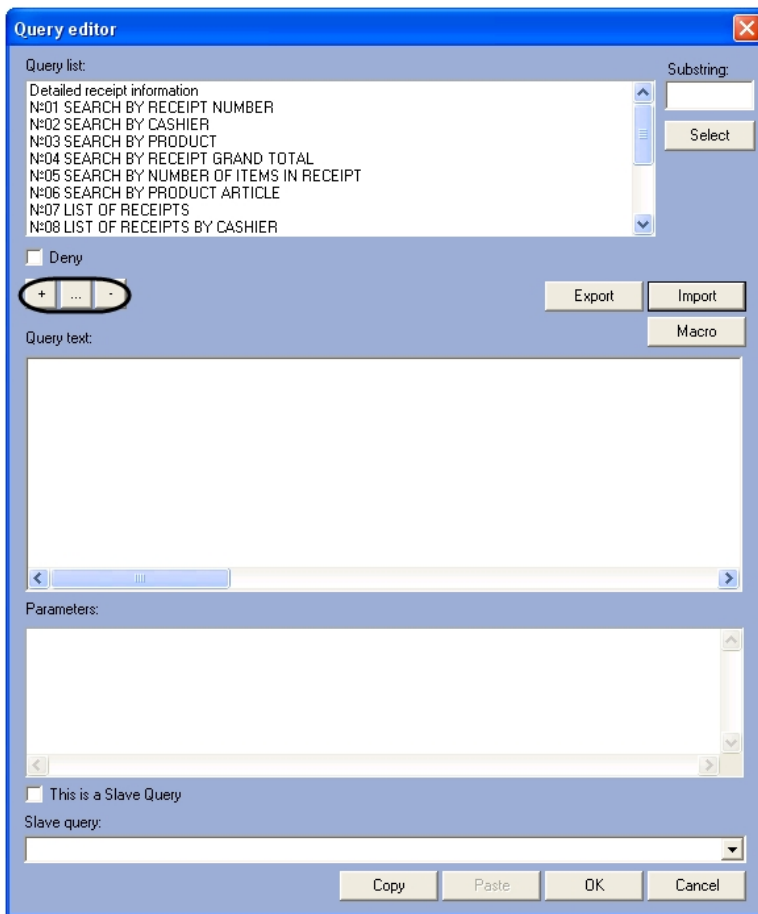 Query editor
Query list:
Substring:
Detailed receipt information
№01 SEARCH BY RECEIPT NUMBER
№02 SEARCH BY CASHIER
№03 SEARCH BY PRODUCT
№04 SEARCH BY RECEIPT GRAND TOTAL
№05 SEARCH BY NUMBER OF ITEMS IN RECEIPT
№06 SEARCH BY PRODUCT ARTICLE
№07 LIST OF RECEIPTS
№08 LIST OF RECEIPTS BY CASHIER
Select
Deny
+ ... -
Export Import
Macro
Query text:
Parameters:
This is a Slave Query
Slave query:
Copy Paste OK Cancel